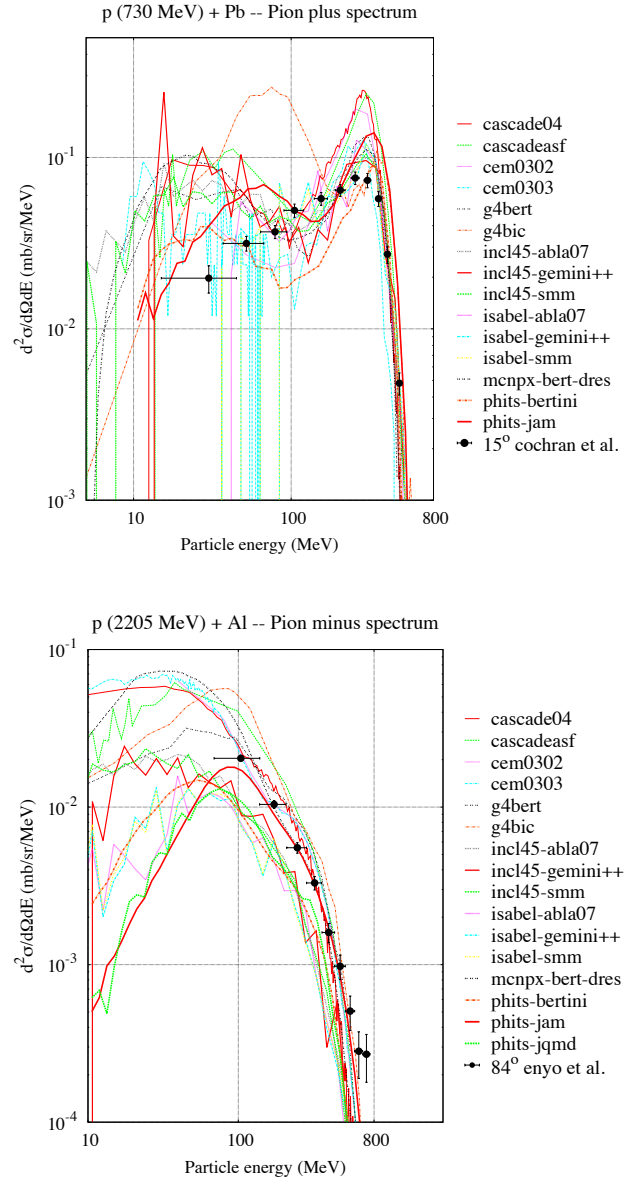 p (730 MeV) + Pb -- Pion plus spectrum
10⁻¹
10⁻²
10⁻³
10
100
800
d²σ/dΩdE (mb/sr/MeV)
Particle energy (MeV)
cascade04
cascadeasf
cem0302
cem0303
g4bert
g4bic
incl45-abla07
incl45-gemini++
incl45-smm
isabel-abla07
isabel-gemini++
isabel-smm
mcnpx-bert-dres
phits-bertini
phits-jam
15° cochran et al.
p (2205 MeV) + Al -- Pion minus spectrum
10⁻¹
10⁻²
10⁻³
10⁻⁴
10
100
800
d²σ/dΩdE (mb/sr/MeV)
Particle energy (MeV)
cascade04
cascadeasf
cem0302
cem0303
g4bert
g4bic
incl45-abla07
incl45-gemini++
incl45-smm
isabel-abla07
isabel-gemini++
isabel-smm
mcnpx-bert-dres
phits-bertini
phits-jam
phits-jqmd
84° enyo et al.